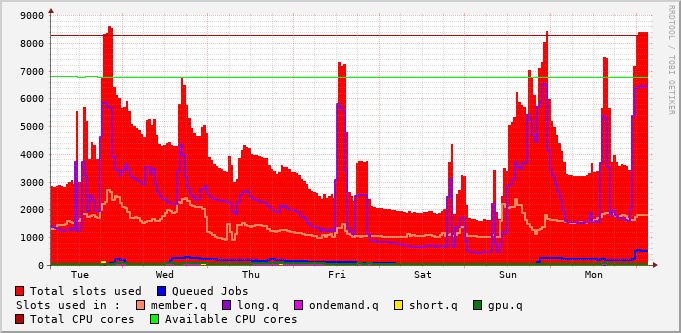 9000
8000
7000
6000
5000
4000
3000
2000
1000
0
Tue Wed Thu Fri Sat Sun Mon
RRDTOOL / TOBI OETIKER
Total slots used Queued Jobs
Slots used in : member.q long.q ondemand.q short.q gpu.q
Total CPU cores Available CPU cores